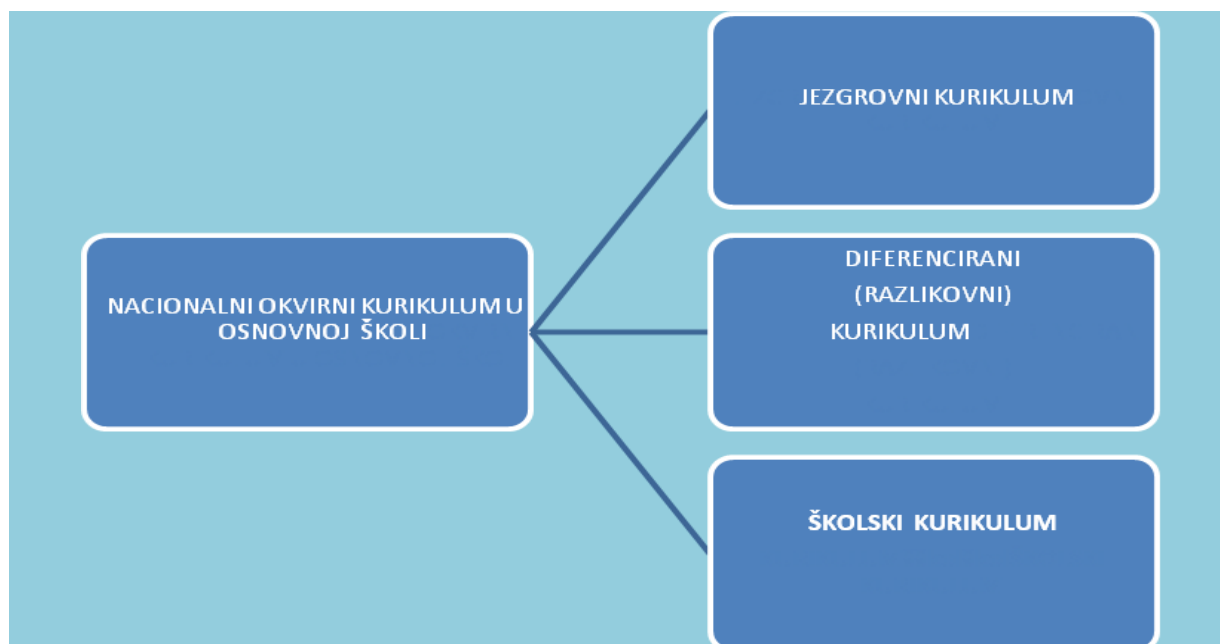 NACIONALNI OKVIRNI KURIKULUM U
OSNOVNOJ ŠKOLI
JEZGROVNI KURIKULUM
DIFERENCIRANI
(RAZLIKOVNI)
KURIKULUM
ŠKOLSKI KURIKULUM